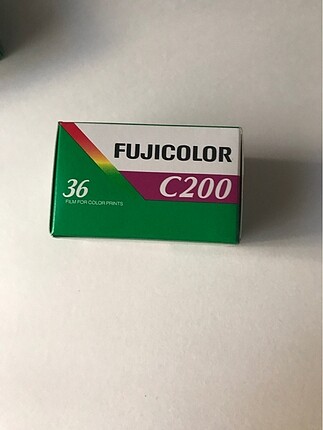 FUJICOLOR
36
C200
FILM FOR COLOR PRINTS